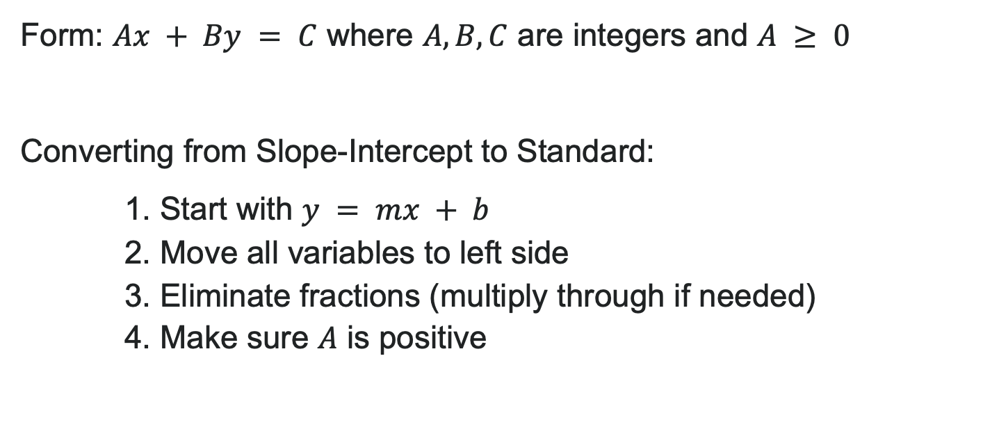 Form: Ax + By = C where A, B, C are integers and A ≥ 0
Converting from Slope-Intercept to Standard:
1. Start with y = mx + b
2. Move all variables to left side
3. Eliminate fractions (multiply through if needed)
4. Make sure A is positive